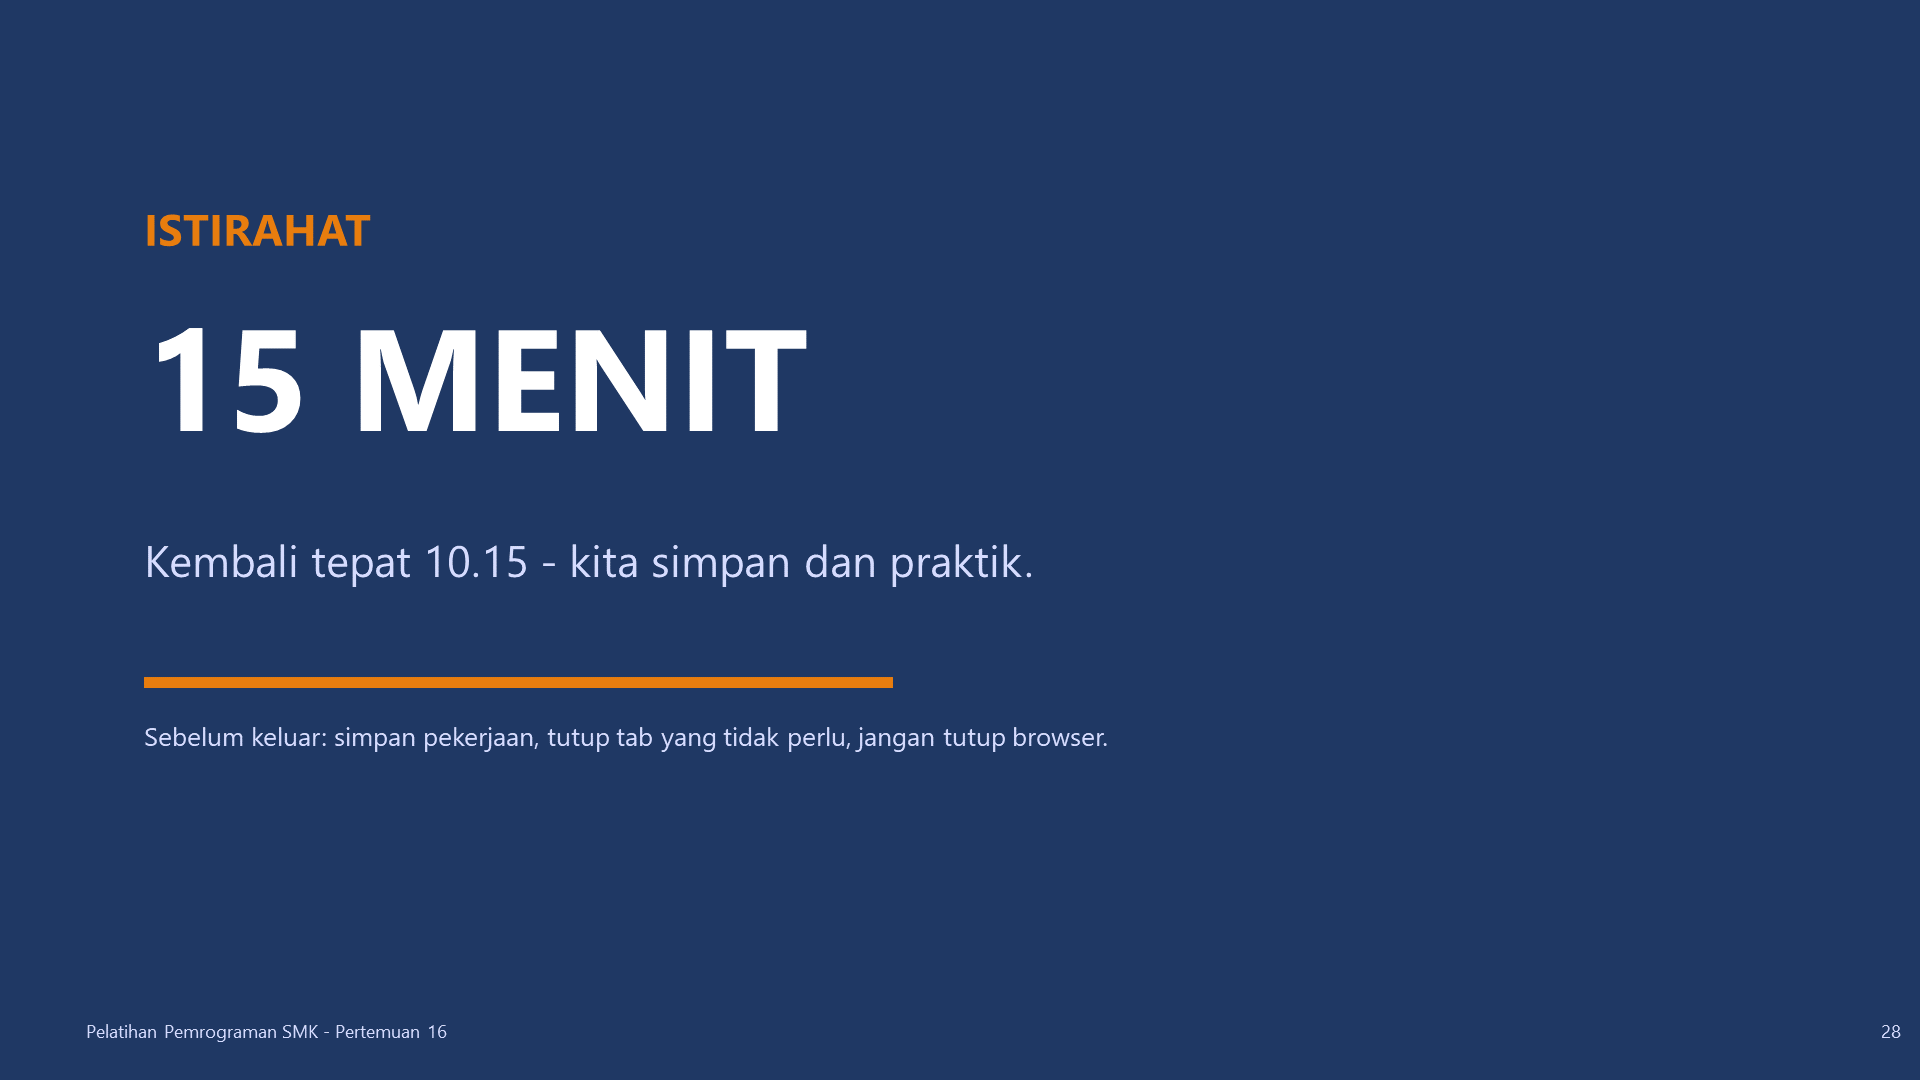 ISTIRAHAT
15 MENIT
Kembali tepat 10.15 - kita simpan dan praktik.
Sebelum keluar: simpan pekerjaan, tutup tab yang tidak perlu, jangan tutup browser.
Pelatihan Pemrograman SMK - Pertemuan 16
28